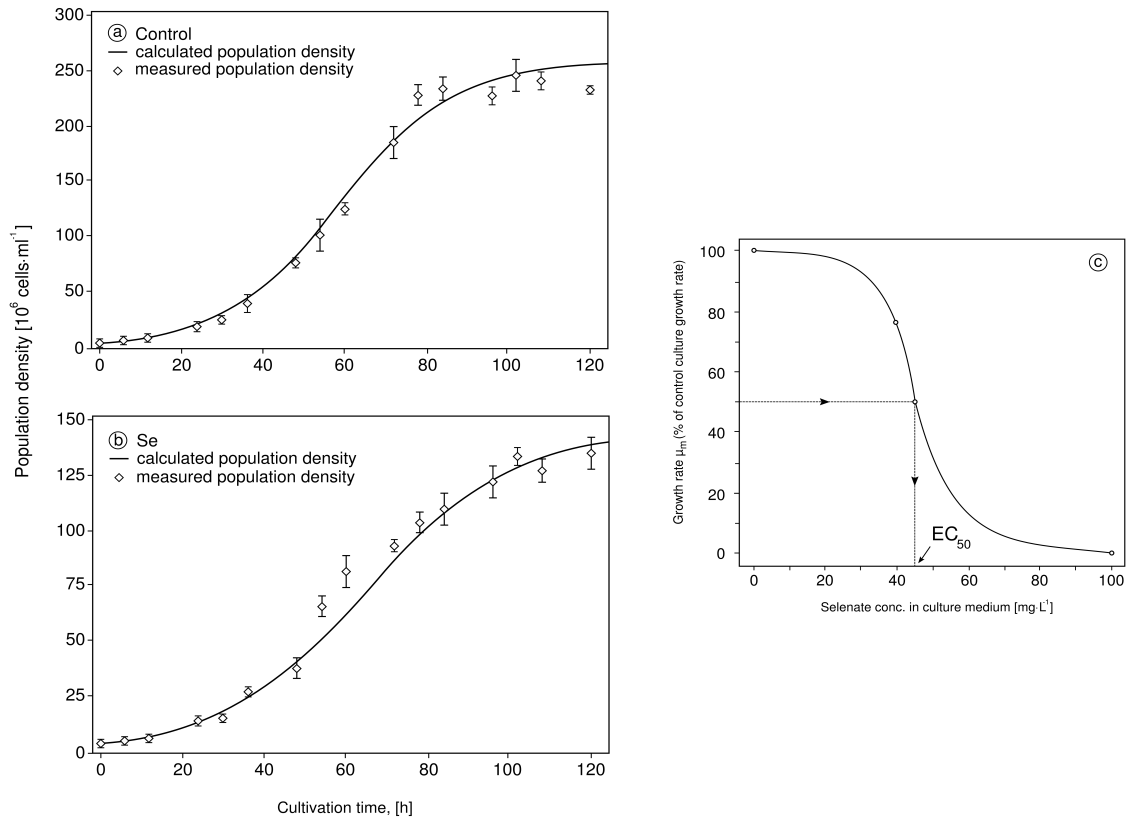 Population density [10⁶ cells·ml⁻¹]
300
250
200
150
100
50
0
ⓐ Control
calculated population density
measured population density
0 20 40 60 80 100 120
150
125
100
75
50
25
0
ⓑ Se
calculated population density
measured population density
0 20 40 60 80 100 120
Cultivation time, [h]
Growth rate μm (% of control culture growth rate)
100
80
60
40
20
0
ⓒ
EC50
0 20 40 60 80 100
Selenate conc. in culture medium [mg·L⁻¹]